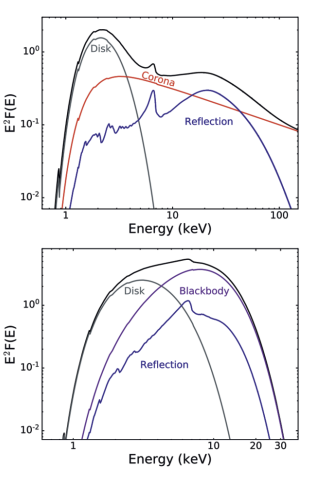 E²F(E)
10⁰
10⁻¹
10⁻²
Disk
Corona
Reflection
1
10
100
Energy (keV)
E²F(E)
10⁰
10⁻¹
10⁻²
Disk
Blackbody
Reflection
1
10
20
30
Energy (keV)